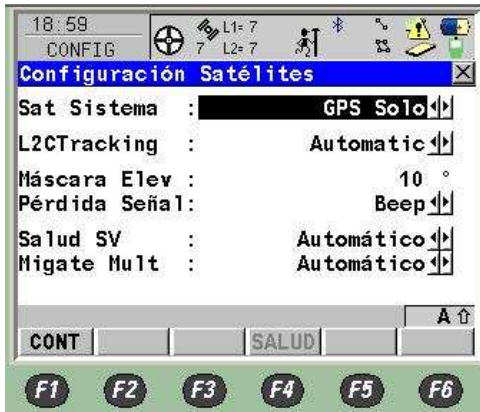 18:59
CONFIG
7
L1= 7
L2= 7
Configuración Satélites
Sat Sistema : GPS Solo
L2CTracking : Automatic
Máscara Elev : 10 °
Pérdida Señal: Beep
Salud SV : Automático
Migate Mult : Automático
A
CONT SALUD
F1 F2 F3 F4 F5 F6